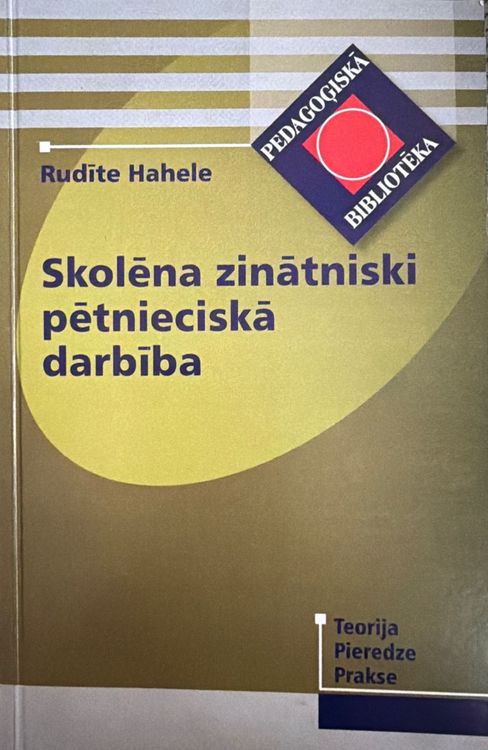 PEDAGOĢISKĀ
BIBLIOTĒKA
Rudīte Hahele
Skolēna zinātniski
pētnieciskā
darbība
Teorija
Pieredze
Prakse